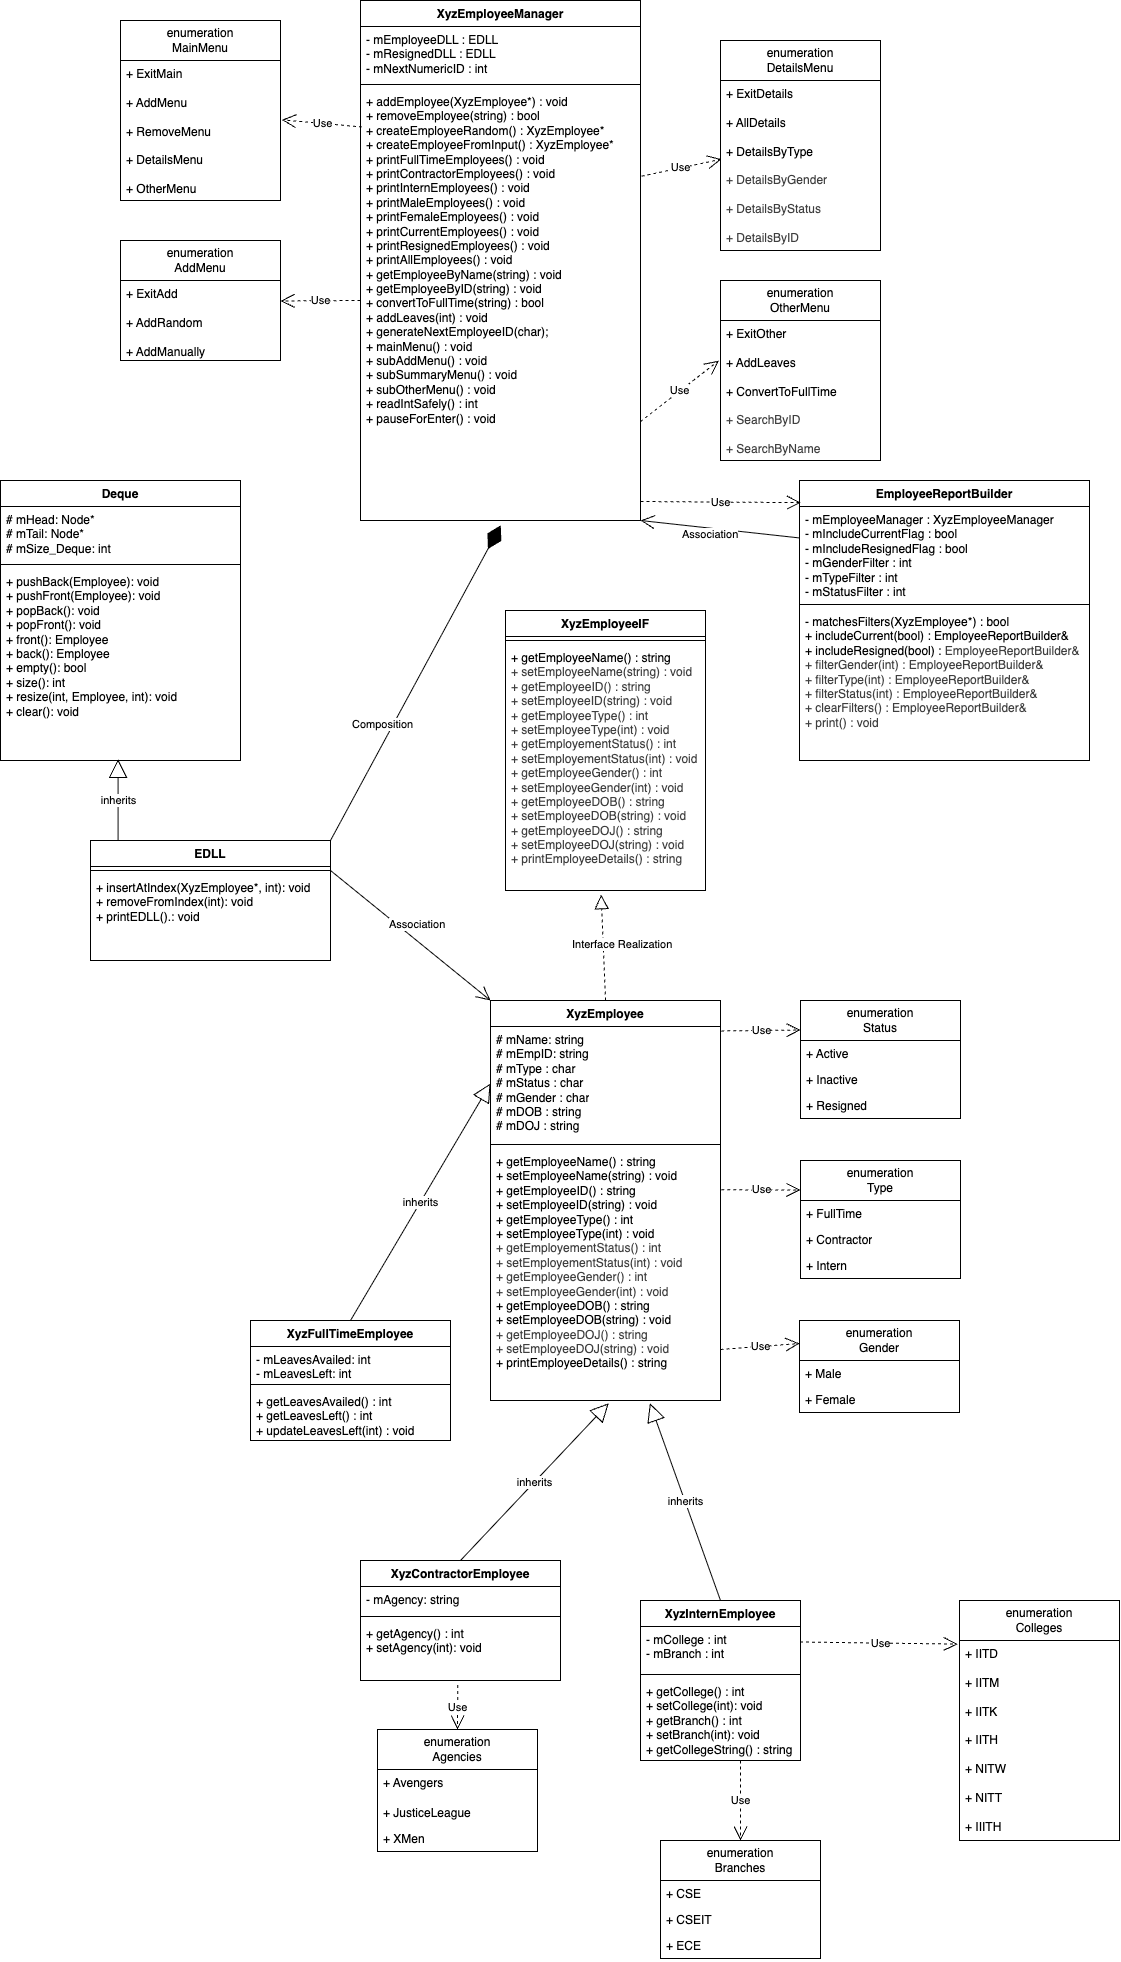 XyzEmployeeManager
- mEmployeeDLL : EDLL
- mResignedDLL : EDLL
- mNextNumericID : int
+ addEmployee(XyzEmployee*) : void
+ removeEmployee(string) : bool
+ createEmployeeRandom() : XyzEmployee*
+ createEmployeeFromInput() : XyzEmployee*
+ printFullTimeEmployees() : void
+ printContractorEmployees() : void
+ printInternEmployees() : void
+ printMaleEmployees() : void
+ printFemaleEmployees() : void
+ printCurrentEmployees() : void
+ printResignedEmployees() : void
+ printAllEmployees() : void
+ getEmployeeByName(string) : void
+ getEmployeeByID(string) : void
+ convertToFullTime(string) : bool
+ addLeaves(int) : void
+ generateNextEmployeeID(char);
+ mainMenu() : void
+ subAddMenu() : void
+ subSummaryMenu() : void
+ subOtherMenu() : void
+ readIntSafely() : int
+ pauseForEnter() : void
enumeration
MainMenu
+ ExitMain
+ AddMenu
+ RemoveMenu
+ DetailsMenu
+ OtherMenu
Use
enumeration
AddMenu
+ ExitAdd
+ AddRandom
+ AddManually
Use
enumeration
DetailsMenu
+ ExitDetails
+ AllDetails
+ DetailsByType
+ DetailsByGender
+ DetailsByStatus
+ DetailsByID
Use
enumeration
OtherMenu
+ ExitOther
+ AddLeaves
+ ConvertToFullTime
+ SearchByID
+ SearchByName
Use
Deque
# mHead: Node*
# mTail: Node*
# mSize_Deque: int
+ pushBack(Employee): void
+ pushFront(Employee): void
+ popBack(): void
+ popFront(): void
+ front(): Employee
+ back(): Employee
+ empty(): bool
+ size(): int
+ resize(int, Employee, int): void
+ clear(): void
Use
Association
EmployeeReportBuilder
- mEmployeeManager : XyzEmployeeManager
- mIncludeCurrentFlag : bool
- mIncludeResignedFlag : bool
- mGenderFilter : int
- mTypeFilter : int
- mStatusFilter : int
- matchesFilters(XyzEmployee*) : bool
+ includeCurrent(bool) : EmployeeReportBuilder&
+ includeResigned(bool) : EmployeeReportBuilder&
+ filterGender(int) : EmployeeReportBuilder&
+ filterType(int) : EmployeeReportBuilder&
+ filterStatus(int) : EmployeeReportBuilder&
+ clearFilters() : EmployeeReportBuilder&
+ print() : void
XyzEmployeeIF
+ getEmployeeName() : string
+ setEmployeeName(string) : void
+ getEmployeeID() : string
+ setEmployeeID(string) : void
+ getEmployeeType() : int
+ setEmployeeType(int) : void
+ getEmployementStatus() : int
+ setEmployementStatus(int) : void
+ getEmployeeGender() : int
+ setEmployeeGender(int) : void
+ getEmployeeDOB() : string
+ setEmployeeDOB(string) : void
+ getEmployeeDOJ() : string
+ setEmployeeDOJ(string) : void
+ printEmployeeDetails() : string
Composition
inherits
EDLL
+ insertAtIndex(XyzEmployee*, int): void
+ removeFromIndex(int): void
+ printEDLL().: void
Association
Interface Realization
XyzEmployee
# mName: string
# mEmpID: string
# mType : char
# mStatus : char
# mGender : char
# mDOB : string
# mDOJ : string
+ getEmployeeName() : string
+ setEmployeeName(string) : void
+ getEmployeeID() : string
+ setEmployeeID(string) : void
+ getEmployeeType() : int
+ setEmployeeType(int) : void
+ getEmployementStatus() : int
+ setEmployementStatus(int) : void
+ getEmployeeGender() : int
+ setEmployeeGender(int) : void
+ getEmployeeDOB() : string
+ setEmployeeDOB(string) : void
+ getEmployeeDOJ() : string
+ setEmployeeDOJ(string) : void
+ printEmployeeDetails() : string
Use
enumeration
Status
+ Active
+ Inactive
+ Resigned
Use
enumeration
Type
+ FullTime
+ Contractor
+ Intern
Use
enumeration
Gender
+ Male
+ Female
inherits
XyzFullTimeEmployee
- mLeavesAvailed: int
- mLeavesLeft: int
+ getLeavesAvailed() : int
+ getLeavesLeft() : int
+ updateLeavesLeft(int) : void
inherits
inherits
XyzContractorEmployee
- mAgency: string
+ getAgency() : int
+ setAgency(int): void
Use
enumeration
Agencies
+ Avengers
+ JusticeLeague
+ XMen
XyzInternEmployee
- mCollege : int
- mBranch : int
+ getCollege() : int
+ setCollege(int): void
+ getBranch() : int
+ setBranch(int): void
+ getCollegeString() : string
Use
enumeration
Colleges
+ IITD
+ IITM
+ IITK
+ IITH
+ NITW
+ NITT
+ IIITH
Use
enumeration
Branches
+ CSE
+ CSEIT
+ ECE